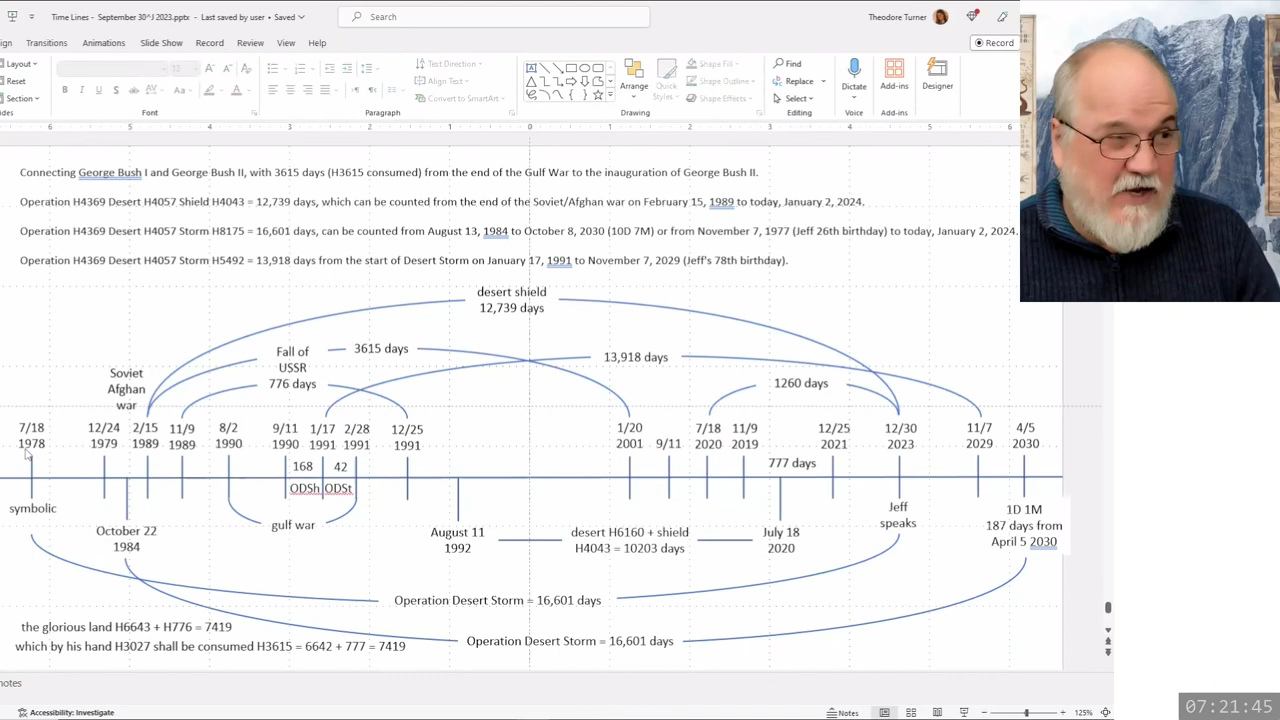 Time Lines - September 30^J 2023.pptx • Last saved by user • Saved
Search
Theodore Turner
ign Transitions Animations Slide Show Record Review View Help
Record
Layout
Reset
Section
Font
Text Direction
Align Text
Convert to SmartArt
Paragraph
Arrange
Quick
Styles
Shape Fill
Shape Outline
Shape Effects
Drawing
Find
Replace
Select
Editing
Dictate
Voice
Add-ins
Add-ins
Designer
6 5 4 3 2 1 0 1 2 3 4 5 6
Connecting George Bush I and George Bush II, with 3615 days (H3615 consumed) from the end of the Gulf War to the inauguration of George Bush II.
Operation H4369 Desert H4057 Shield H4043 = 12,739 days, which can be counted from the end of the Soviet/Afghan war on February 15, 1989 to today, January 2, 2024.
Operation H4369 Desert H4057 Storm H8175 = 16,601 days, can be counted from August 13, 1984 to October 8, 2030 (10D 7M) or from November 7, 1977 (Jeff 26th birthday) to today, January 2, 2024.
Operation H4369 Desert H4057 Storm H5492 = 13,918 days from the start of Desert Storm on January 17, 1991 to November 7, 2029 (Jeff's 78th birthday).
desert shield
12,739 days
Fall of
USSR
776 days
3615 days
13,918 days
1260 days
Soviet
Afghan
war
7/18 12/24 2/15 11/9 8/2 9/11 1/17 2/28 12/25 1/20 7/18 11/9 12/25 12/30 11/7 4/5
1978 1979 1989 1989 1990 1990 1991 1991 1991 2001 9/11 2020 2019 2021 2023 2029 2030
168 42 777 days
ODSh ODSt
symbolic
October 22
1984
gulf war
August 11
1992
desert H6160 + shield
H4043 = 10203 days
July 18
2020
Jeff
speaks
1D 1M
187 days from
April 5 2030
Operation Desert Storm = 16,601 days
Operation Desert Storm = 16,601 days
the glorious land H6643 + H776 = 7419
which by his hand H3027 shall be consumed H3615 = 6642 + 777 = 7419
notes
Accessibility: Investigate
Notes
125%
07:21:45